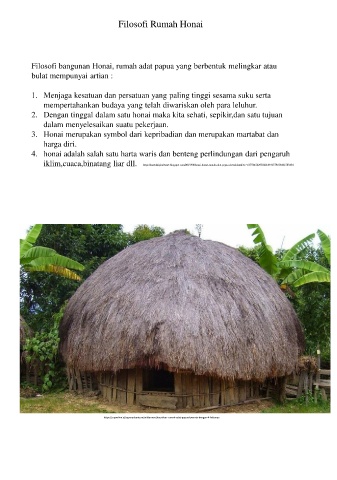 Filosofi Rumah Honai
Filosofi bangunan Honai, rumah adat papua yang berbentuk melingkar atau
bulat mempunyai artian :
1. Menjaga kesatuan dan persatuan yang paling tinggi sesama suku serta
mempertahankan budaya yang telah diwariskan oleh para leluhur.
2. Dengan tinggal dalam satu honai maka kita sehati, sepikir,dan satu tujuan
dalam menyelesaikan suatu pekerjaan.
3. Honai merupakan symbol dari kepribadian dan merupakan martabat dan
harga diri.
4. honai adalah salah satu harta waris dan benteng perlindungan dari pengaruh
iklim,cuaca,binatang liar dll.